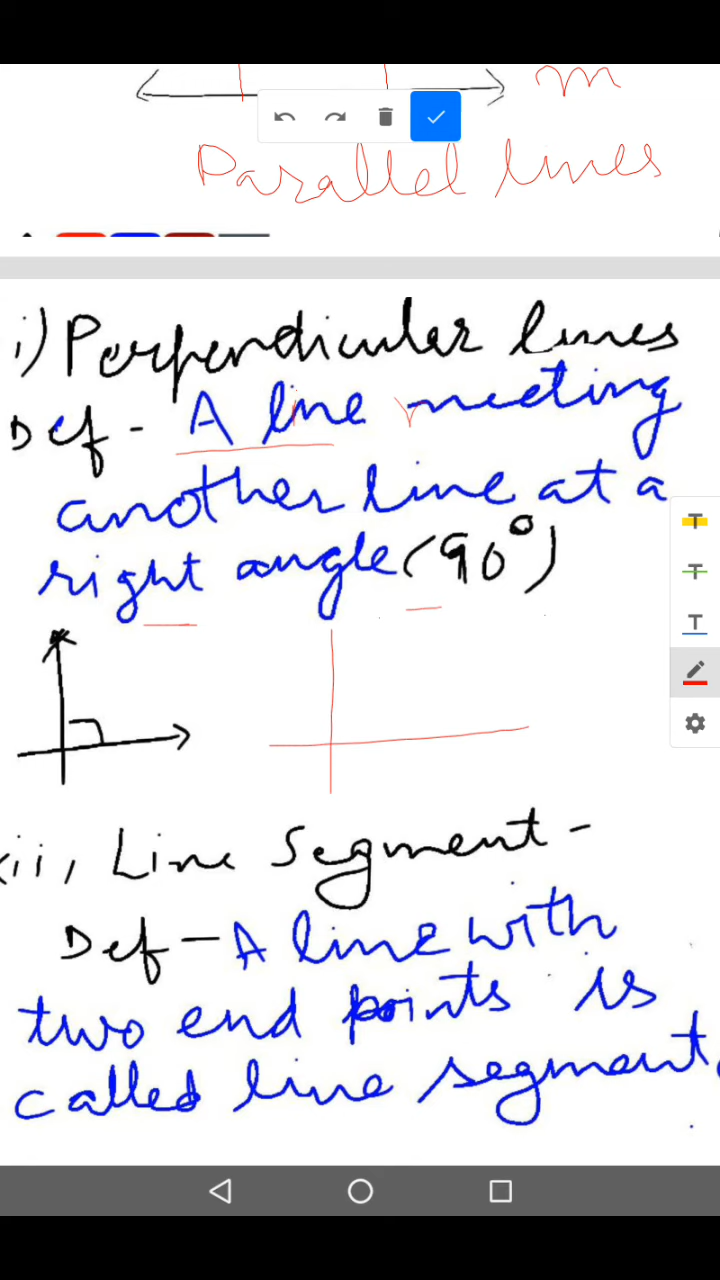 m
Parallel lines
i) Perpendicular lines
Def - A line meeting
another line at a
right angle (90°)
ii, Line Segment -
Def - A line with
two end points is
called line segment.